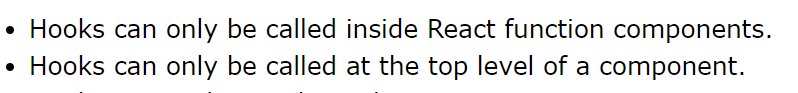 • Hooks can only be called inside React function components.
• Hooks can only be called at the top level of a component.